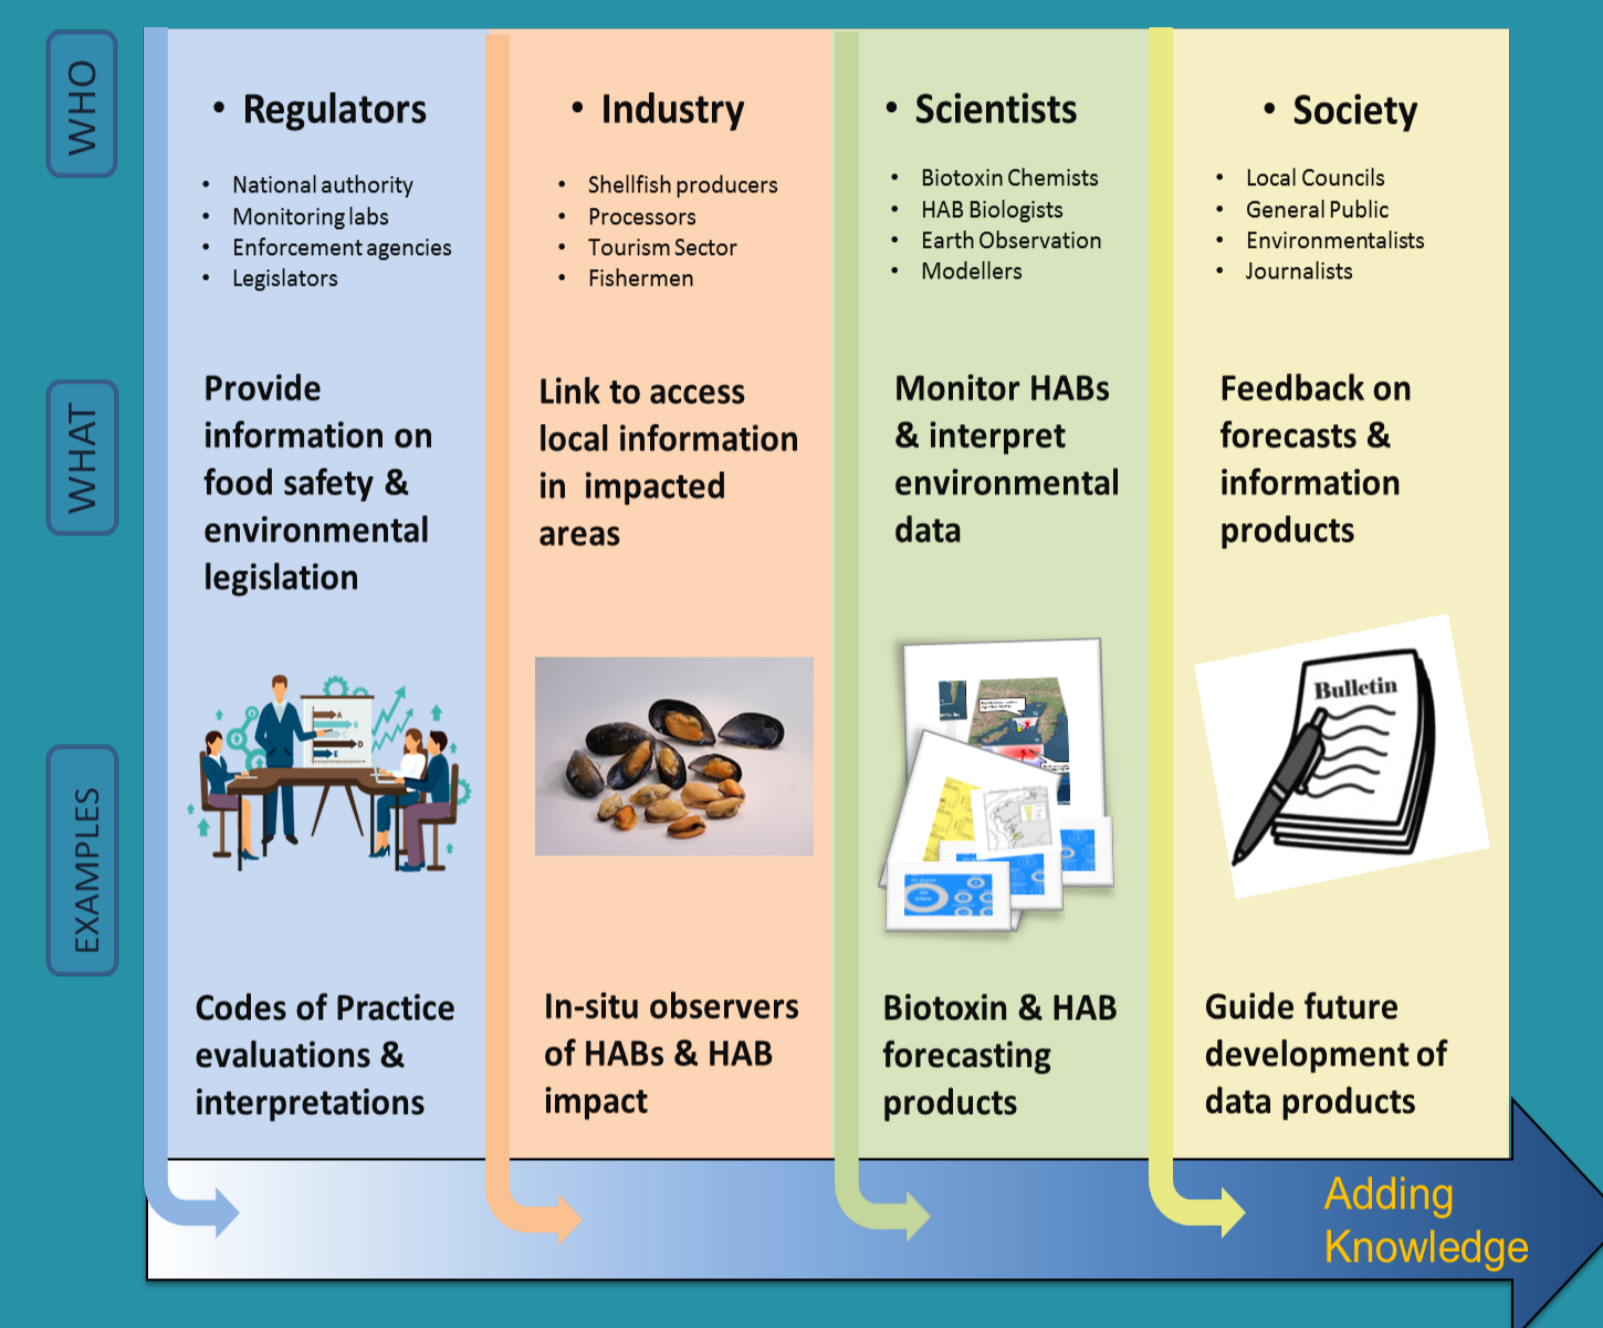 WHO
• Regulators
• National authority
• Monitoring labs
• Enforcement agencies
• Legislators
• Industry
• Shellfish producers
• Processors
• Tourism Sector
• Fishermen
• Scientists
• Biotoxin Chemists
• HAB Biologists
• Earth Observation
• Modellers
• Society
• Local Councils
• General Public
• Environmentalists
• Journalists
WHAT
Provide
information on
food safety &
environmental
legislation
Link to access
local information
in impacted
areas
Monitor HABs
& interpret
environmental
data
Feedback on
forecasts &
information
products
EXAMPLES
A
B
C
D
E
Bulletin
Codes of Practice
evaluations &
interpretations
In-situ observers
of HABs & HAB
impact
Biotoxin & HAB
forecasting
products
Guide future
development of
data products
Adding
Knowledge